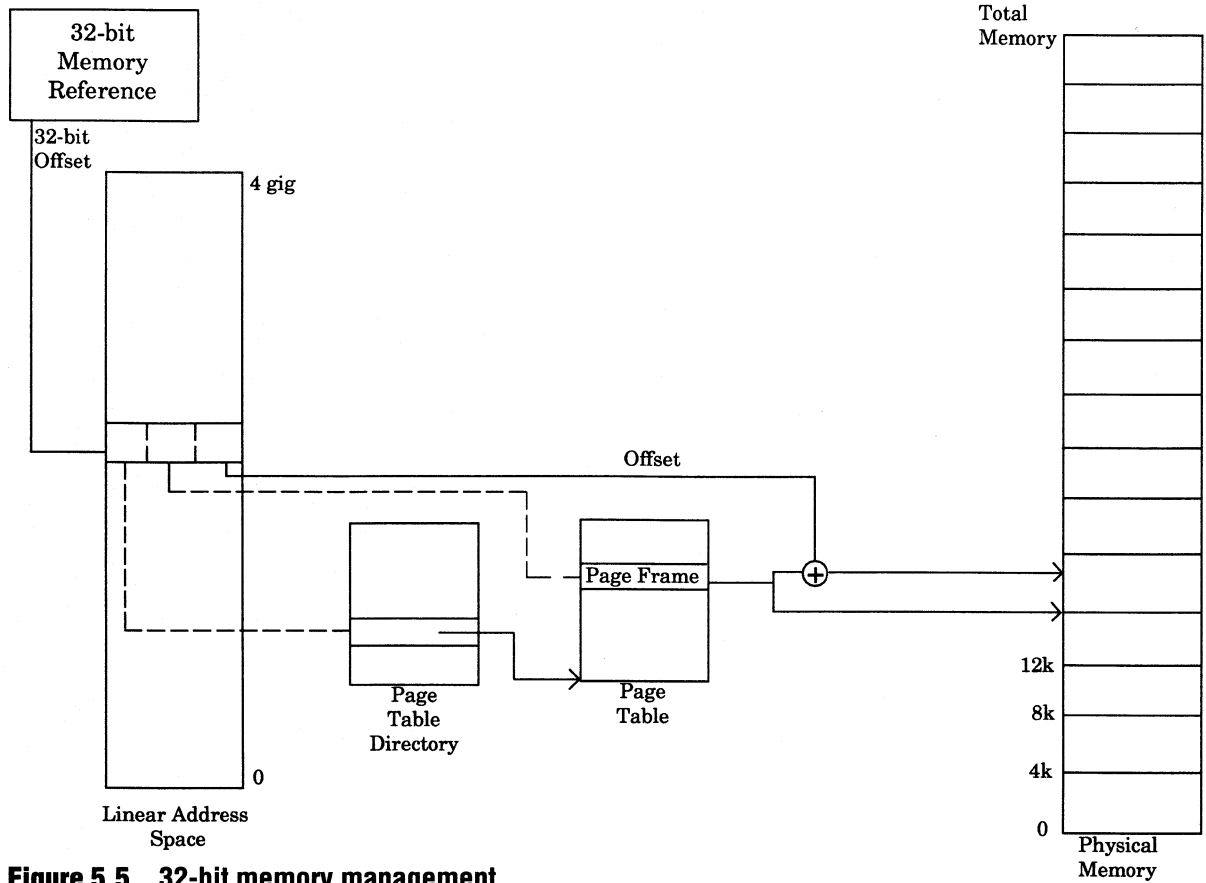 32-bit
Memory
Reference
32-bit
Offset
4 gig
Total
Memory
Offset
Page Frame
Page
Table
Directory
Page
Table
0
Linear Address
Space
12k
8k
4k
0
Physical
Memory
Figure 5.5 32-bit memory management